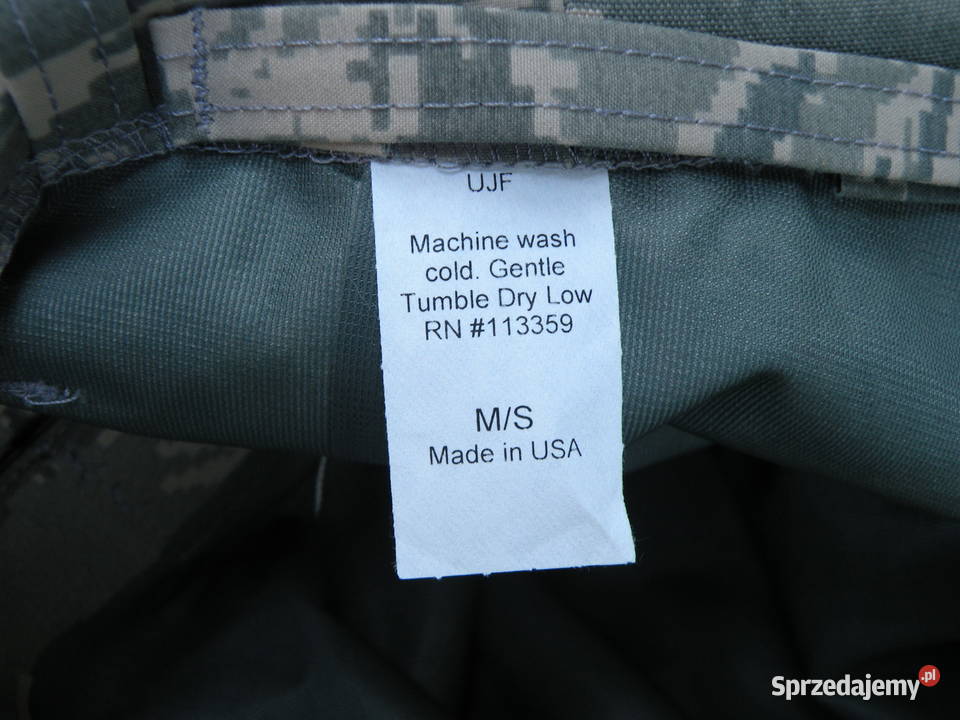 UJF
Machine wash
cold. Gentle
Tumble Dry Low
RN #113359
M/S
Made in USA
Sprzedajemy.pl